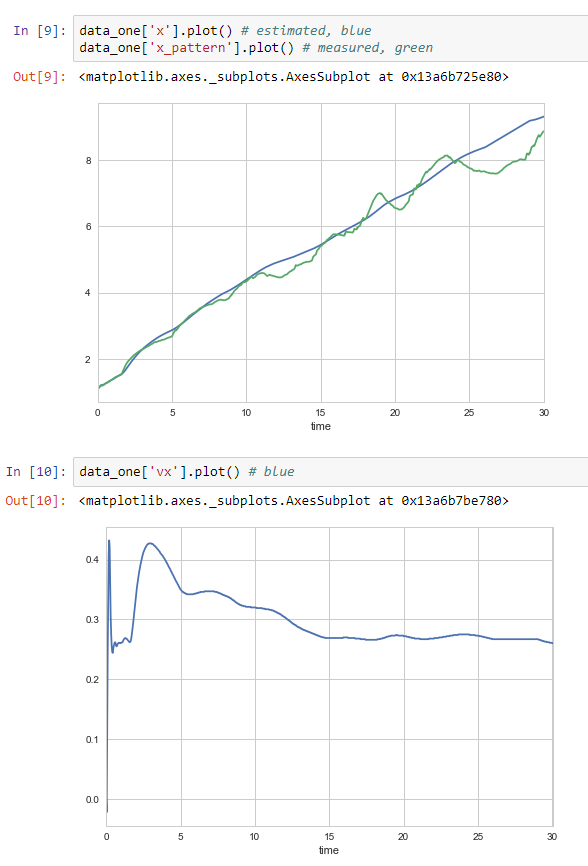 In [9]: data_one['x'].plot() # estimated, blue
data_one['x_pattern'].plot() # measured, green
Out[9]: <matplotlib.axes._subplots.AxesSubplot at 0x13a6b725e80>
8
6
4
2
0 5 10 15 20 25 30
time
In [10]: data_one['vx'].plot() # blue
Out[10]: <matplotlib.axes._subplots.AxesSubplot at 0x13a6b7be780>
0.4
0.3
0.2
0.1
0.0
0 5 10 15 20 25 30
time